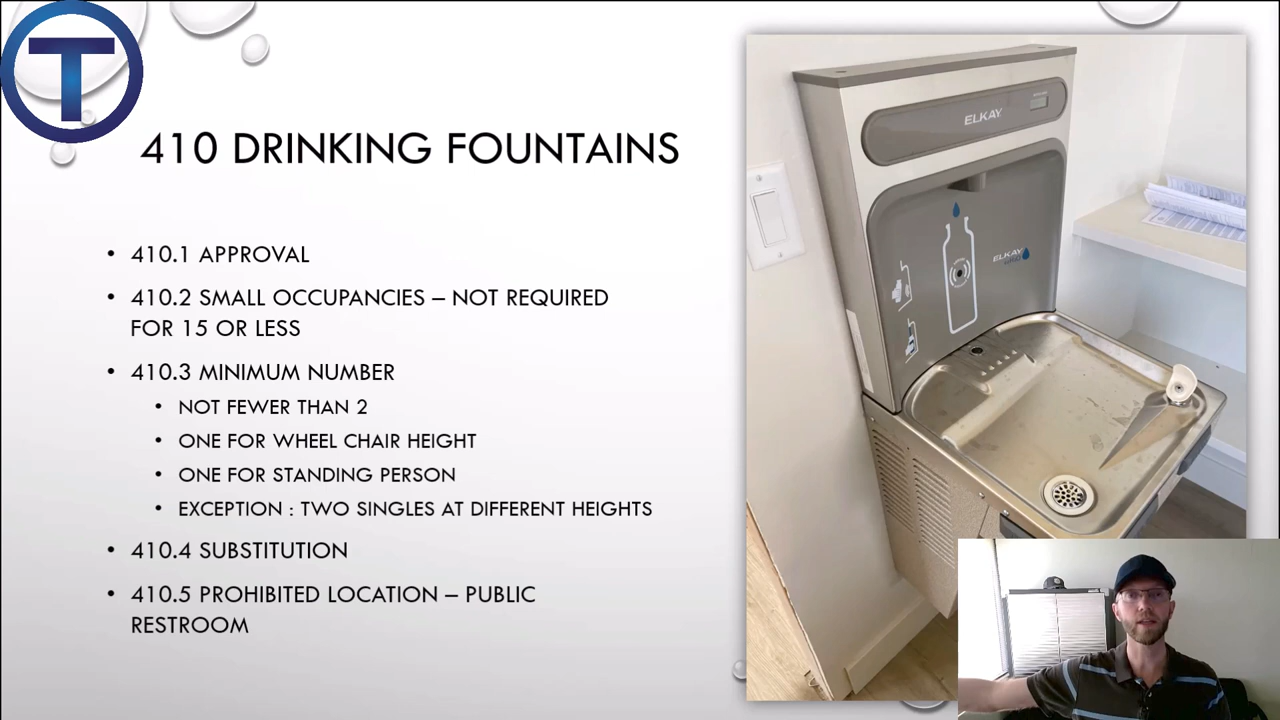 T
410 DRINKING FOUNTAINS
• 410.1 APPROVAL
• 410.2 SMALL OCCUPANCIES – NOT REQUIRED
FOR 15 OR LESS
• 410.3 MINIMUM NUMBER
• NOT FEWER THAN 2
• ONE FOR WHEEL CHAIR HEIGHT
• ONE FOR STANDING PERSON
• EXCEPTION : TWO SINGLES AT DIFFERENT HEIGHTS
• 410.4 SUBSTITUTION
• 410.5 PROHIBITED LOCATION – PUBLIC
RESTROOM
ELKAY
ELKAY